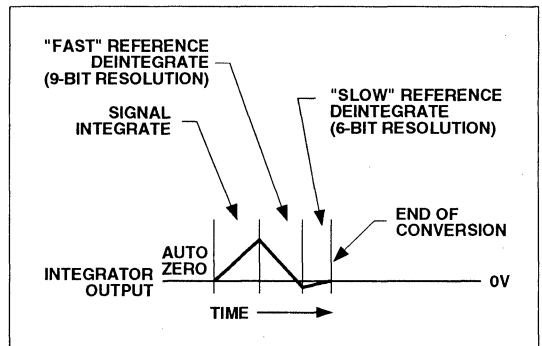 "FAST" REFERENCE
DEINTEGRATE
(9-BIT RESOLUTION)
"SLOW" REFERENCE
DEINTEGRATE
(6-BIT RESOLUTION)
SIGNAL
INTEGRATE
END OF
CONVERSION
AUTO
ZERO
INTEGRATOR
OUTPUT
0V
TIME